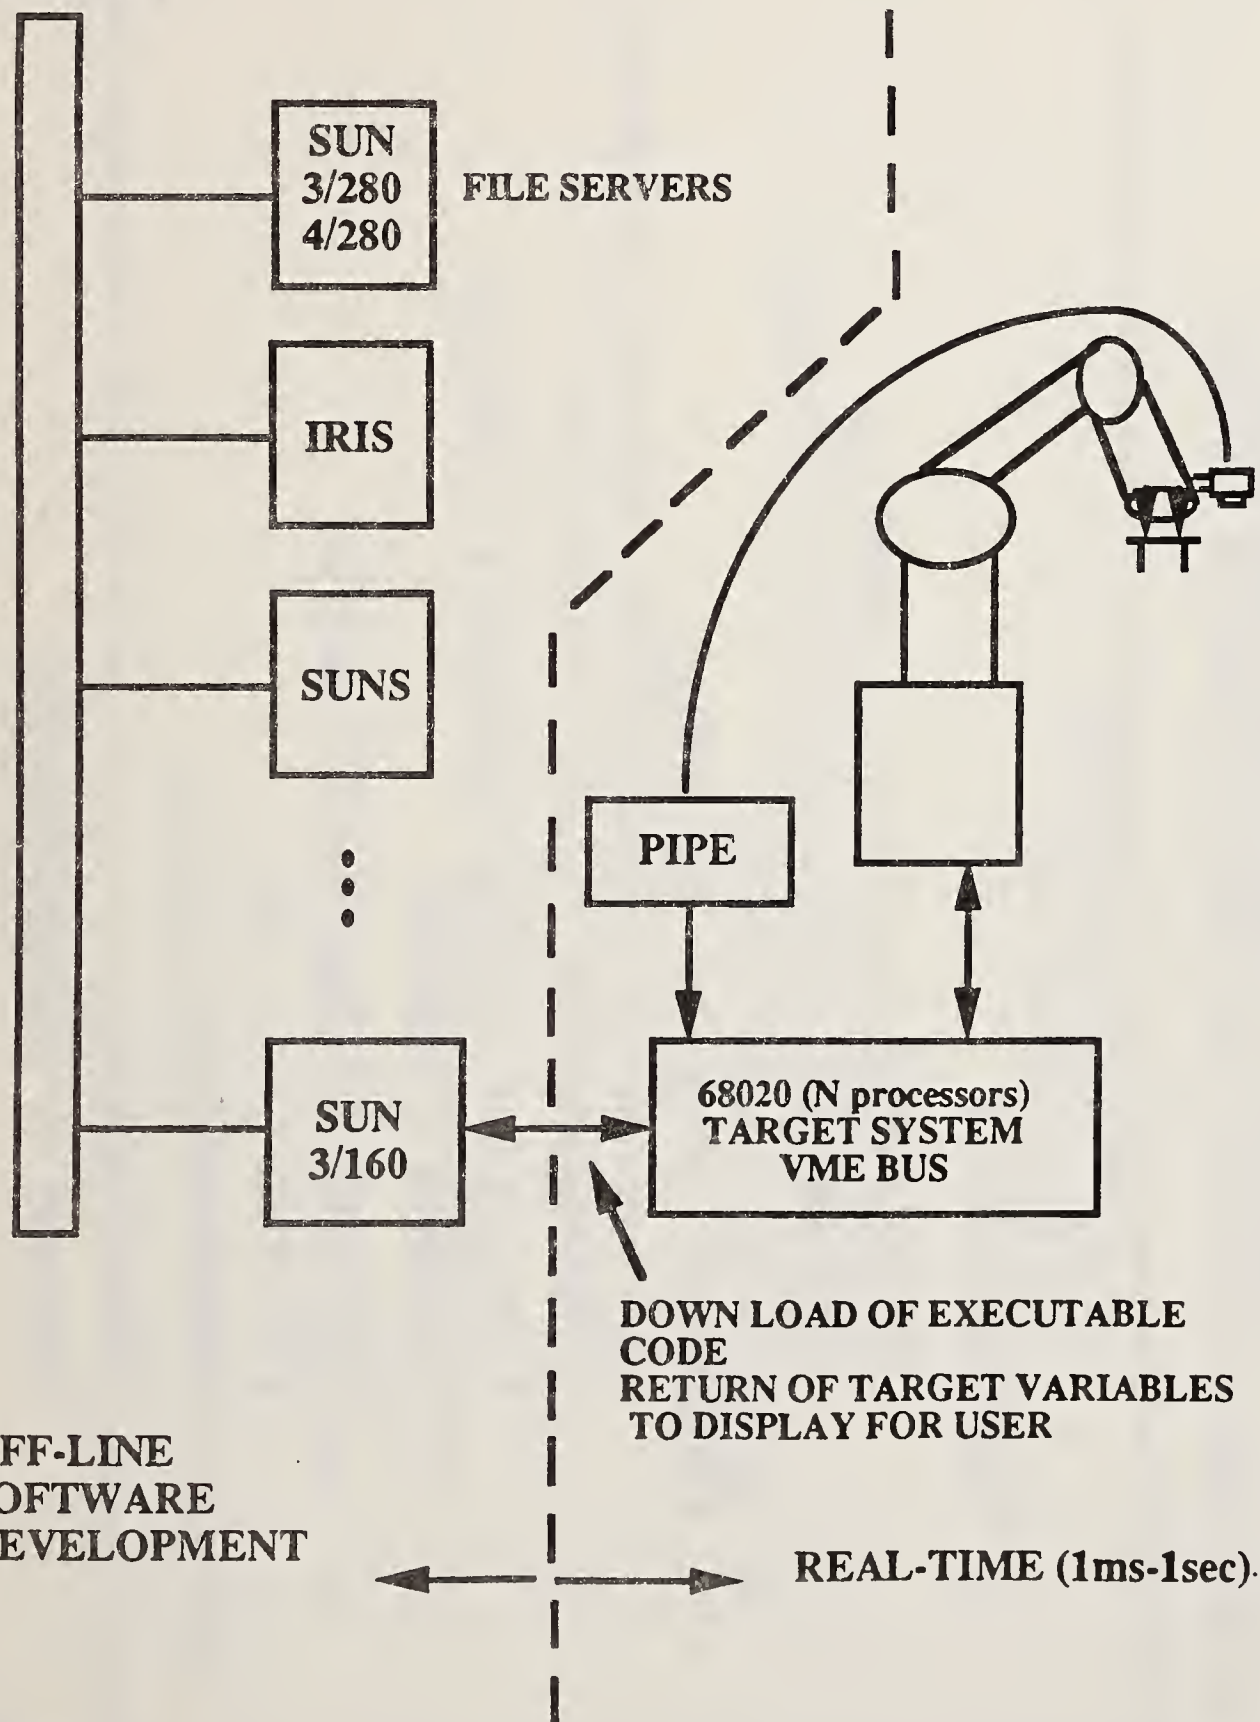 SUN
3/280
4/280
FILE SERVERS
IRIS
SUNS
PIPE
SUN
3/160
68020 (N processors)
TARGET SYSTEM
VME BUS
DOWN LOAD OF EXECUTABLE
CODE
RETURN OF TARGET VARIABLES
TO DISPLAY FOR USER
FF-LINE
OFTWARE
EVELOPMENT
REAL-TIME (1ms-1sec)